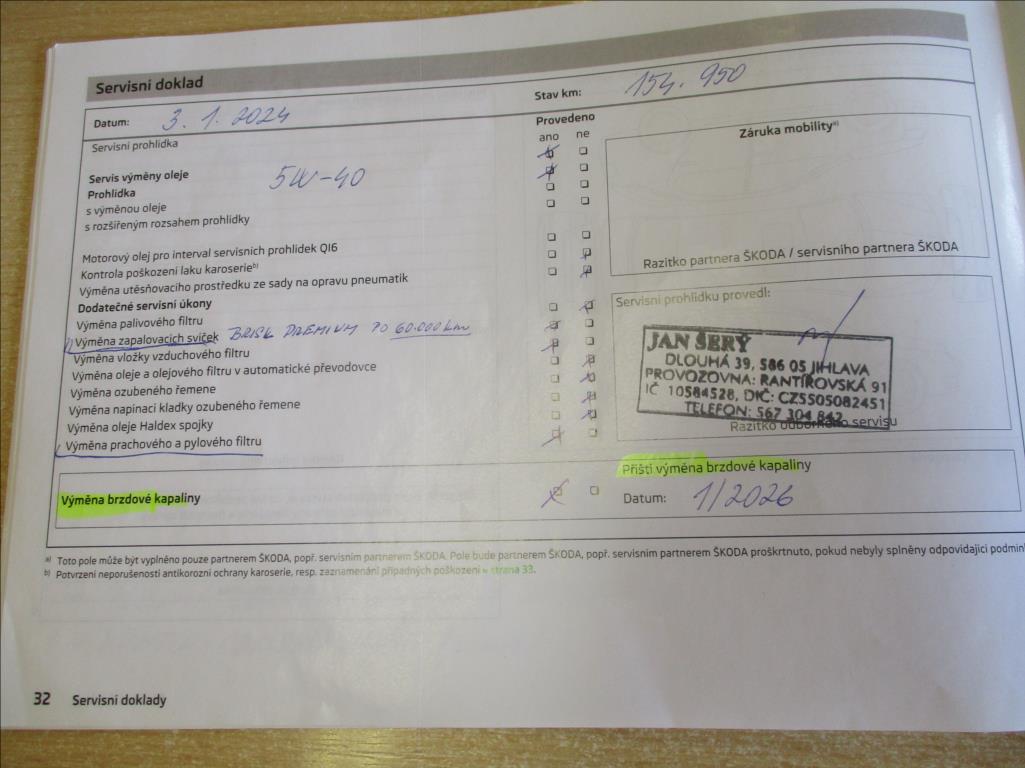 Servisní doklad
Datum: 3. 1. 2024
Stav km: 154. 950
Servisní prohlídka
Provedeno
ano ne
Servis výměny oleje 5W-40
Prohlídka
s výměnou oleje
s rozšířeným rozsahem prohlídky
Motorový olej pro interval servisních prohlídek QI6
Kontrola poškození laku karoserie b)
Výměna utěsňovacího prostředku ze sady na opravu pneumatik
Dodatečné servisní úkony
Výměna palivového filtru
Výměna zapalovacích svíček BRISK PREMIUM PO 60.000 km
Výměna vložky vzduchového filtru
Výměna oleje a olejového filtru v automatické převodovce
Výměna ozubeného řemene
Výměna napínací kladky ozubeného řemene
Výměna oleje Haldex spojky
Výměna prachového a pylového filtru
Záruka mobility a)
Razítko partnera ŠKODA / servisního partnera ŠKODA
Servisní prohlídku provedl:
JAN ŠERÝ
DLOUHÁ 39, 586 05 JIHLAVA
PROVOZOVNA: RANTÍŘOVSKÁ 91
IČ 10584528, DIČ: CZ5505082451
TELEFON: 567 304 842
Razítko odborného servisu
Výměna brzdové kapaliny
Příští výměna brzdové kapaliny
Datum: 1/2026
a) Toto pole může být vyplněno pouze partnerem ŠKODA, popř. servisním partnerem ŠKODA. Pole bude partnerem ŠKODA, popř. servisním partnerem ŠKODA proškrtnuto, pokud nebyly splněny odpovídající
b) Potvrzení neporušenosti antikorozní ochrany karoserie, resp. zaznamenání případných poškození » strana 33.
32 Servisní doklady